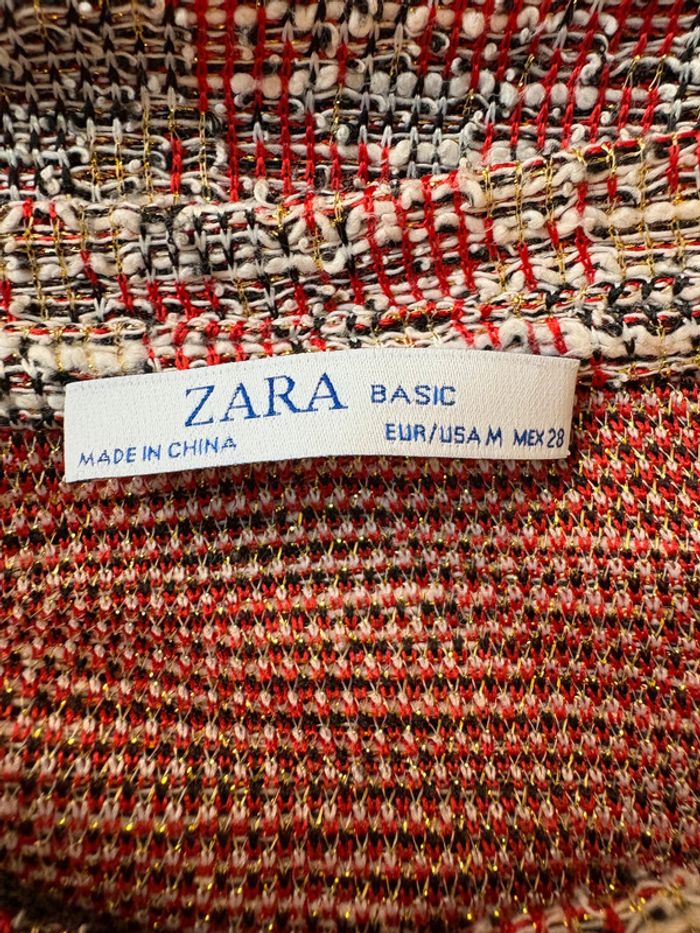 ZARA BASIC
MADE IN CHINA EUR/USA M MEX 28